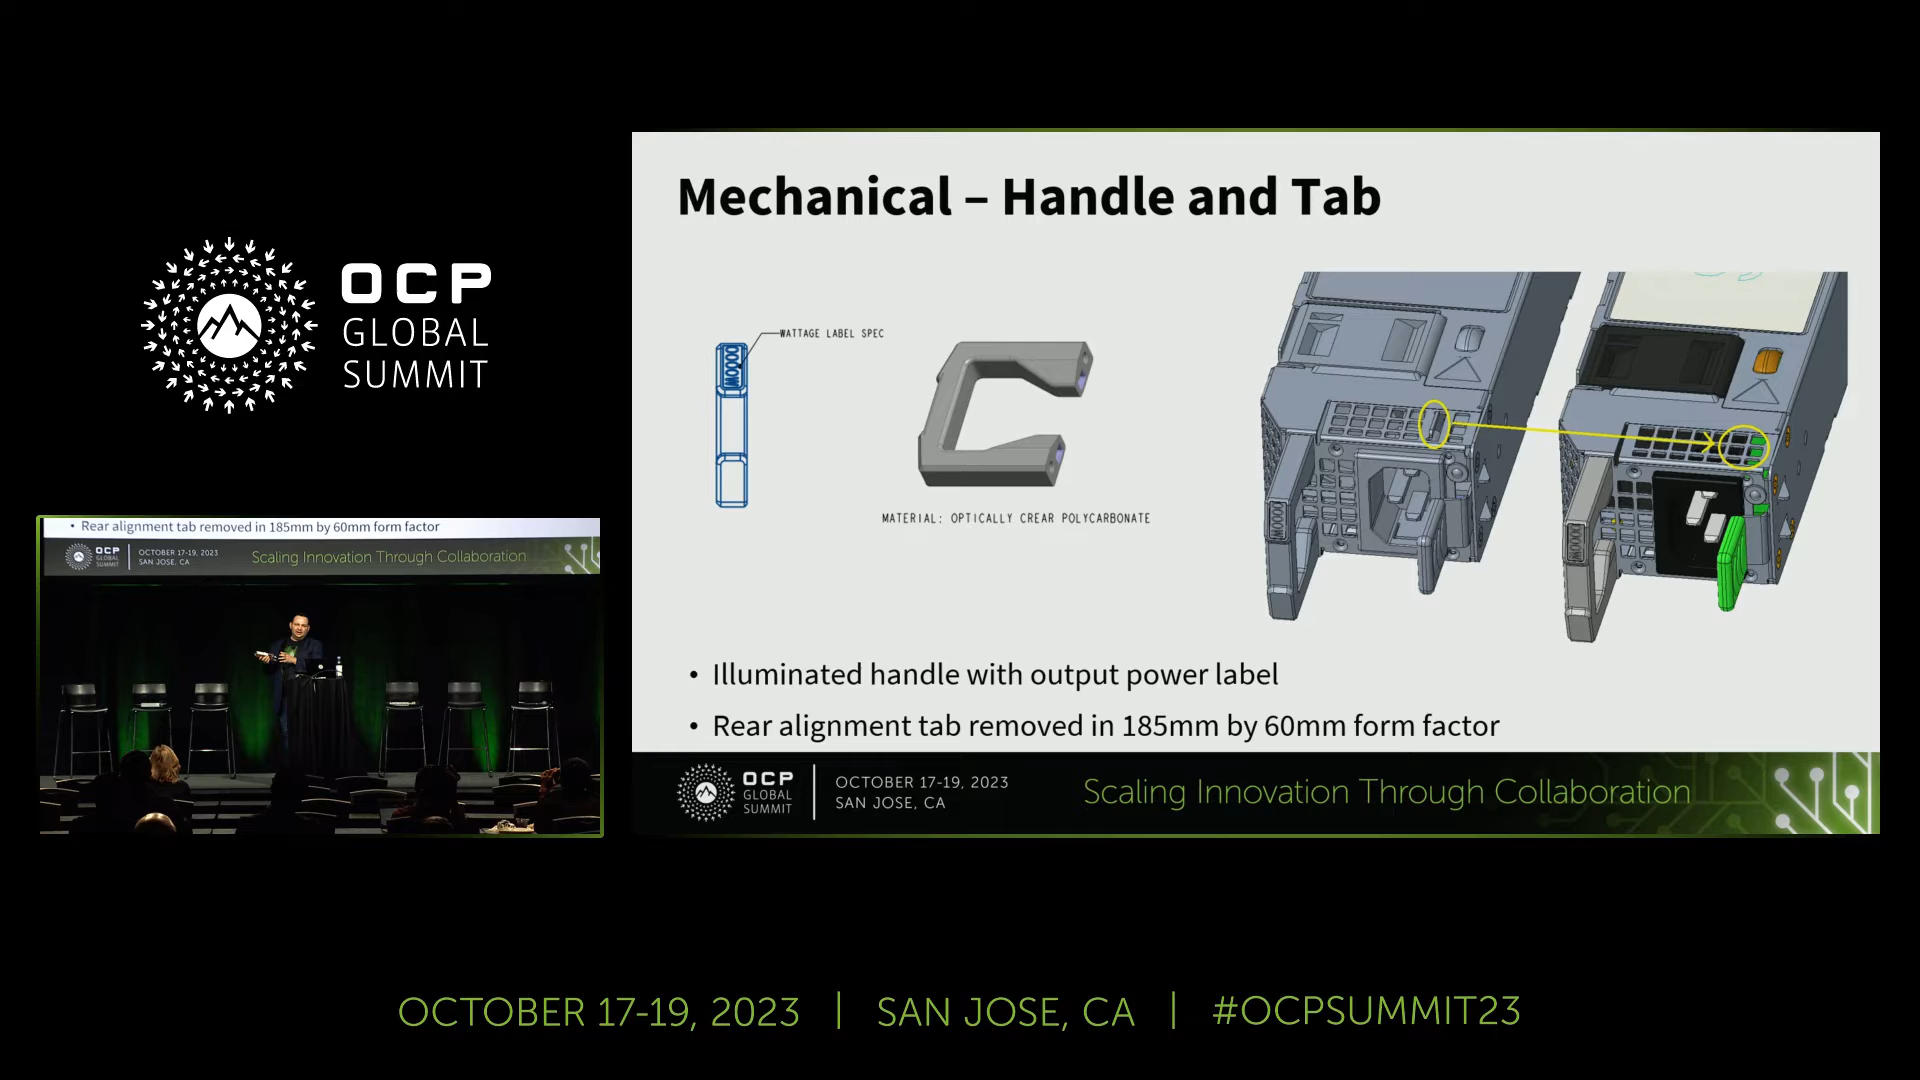 OCP
GLOBAL
SUMMIT
Mechanical – Handle and Tab
WATTAGE LABEL SPEC
MATERIAL: OPTICALLY CREAR POLYCARBONATE
• Illuminated handle with output power label
• Rear alignment tab removed in 185mm by 60mm form factor
OCP
GLOBAL
SUMMIT
OCTOBER 17-19, 2023
SAN JOSE, CA
Scaling Innovation Through Collaboration
• Rear alignment tab removed in 185mm by 60mm form factor
OCP
GLOBAL
SUMMIT
OCTOBER 17-19, 2023
SAN JOSE, CA
Scaling Innovation Through Collaboration
OCTOBER 17-19, 2023 | SAN JOSE, CA | #OCPSUMMIT23